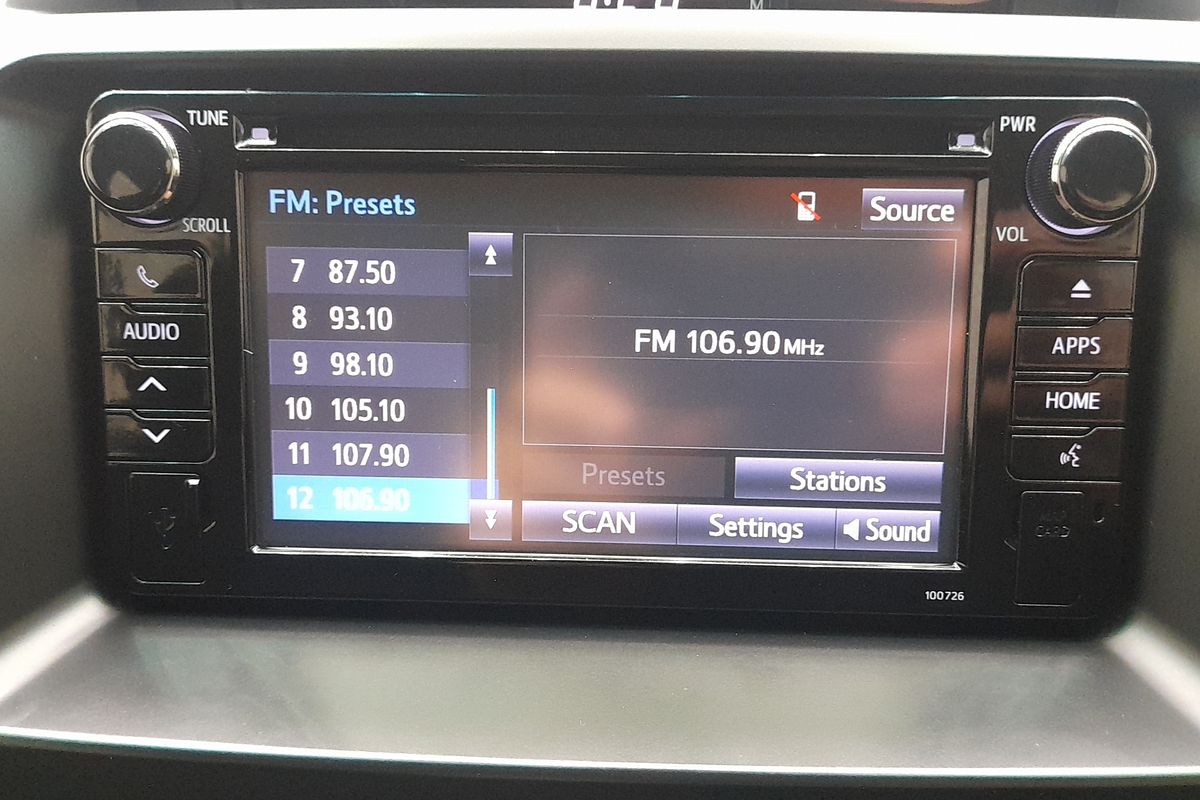 TUNE
PWR
SCROLL
VOL
FM: Presets
Source
7 87.50
8 93.10
9 98.10
10 105.10
11 107.90
12 106.90
FM 106.90 MHz
Presets
Stations
SCAN
Settings
Sound
AUDIO
APPS
HOME
MAP
CARD
100726
M